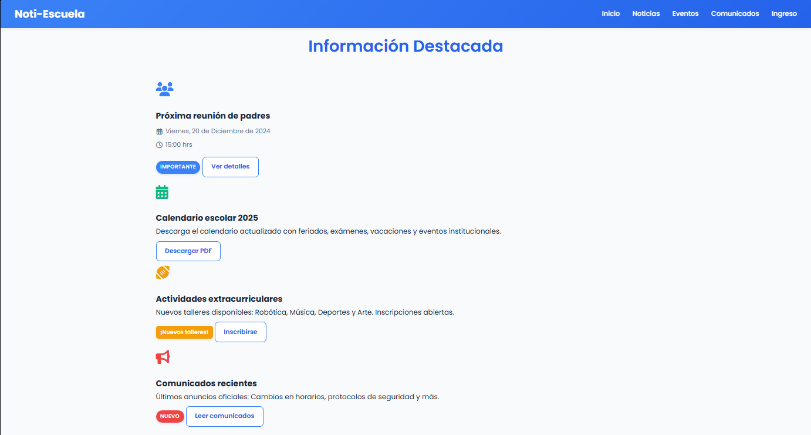 Noti-Escuela
Inicio Noticias Eventos Comunicados Ingreso
Información Destacada
Próxima reunión de padres
Viernes, 20 de Diciembre de 2024
15:00 hrs
IMPORTANTE Ver detalles
Calendario escolar 2025
Descarga el calendario actualizado con feriados, exámenes, vacaciones y eventos institucionales.
Descargar PDF
Actividades extracurriculares
Nuevos talleres disponibles: Robótica, Música, Deportes y Arte. Inscripciones abiertas.
¡Nuevos talleres! Inscribirse
Comunicados recientes
Últimos anuncios oficiales: Cambios en horarios, protocolos de seguridad y más.
NUEVO Leer comunicados